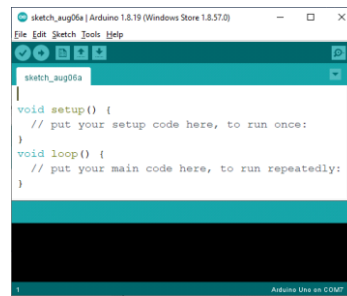 sketch_aug06a | Arduino 1.8.19 (Windows Store 1.8.57.0)
File Edit Sketch Tools Help
sketch_aug06a
void setup() {
// put your setup code here, to run once:
}
void loop() {
// put your main code here, to run repeatedly:
}
1 Arduino Uno on COM7